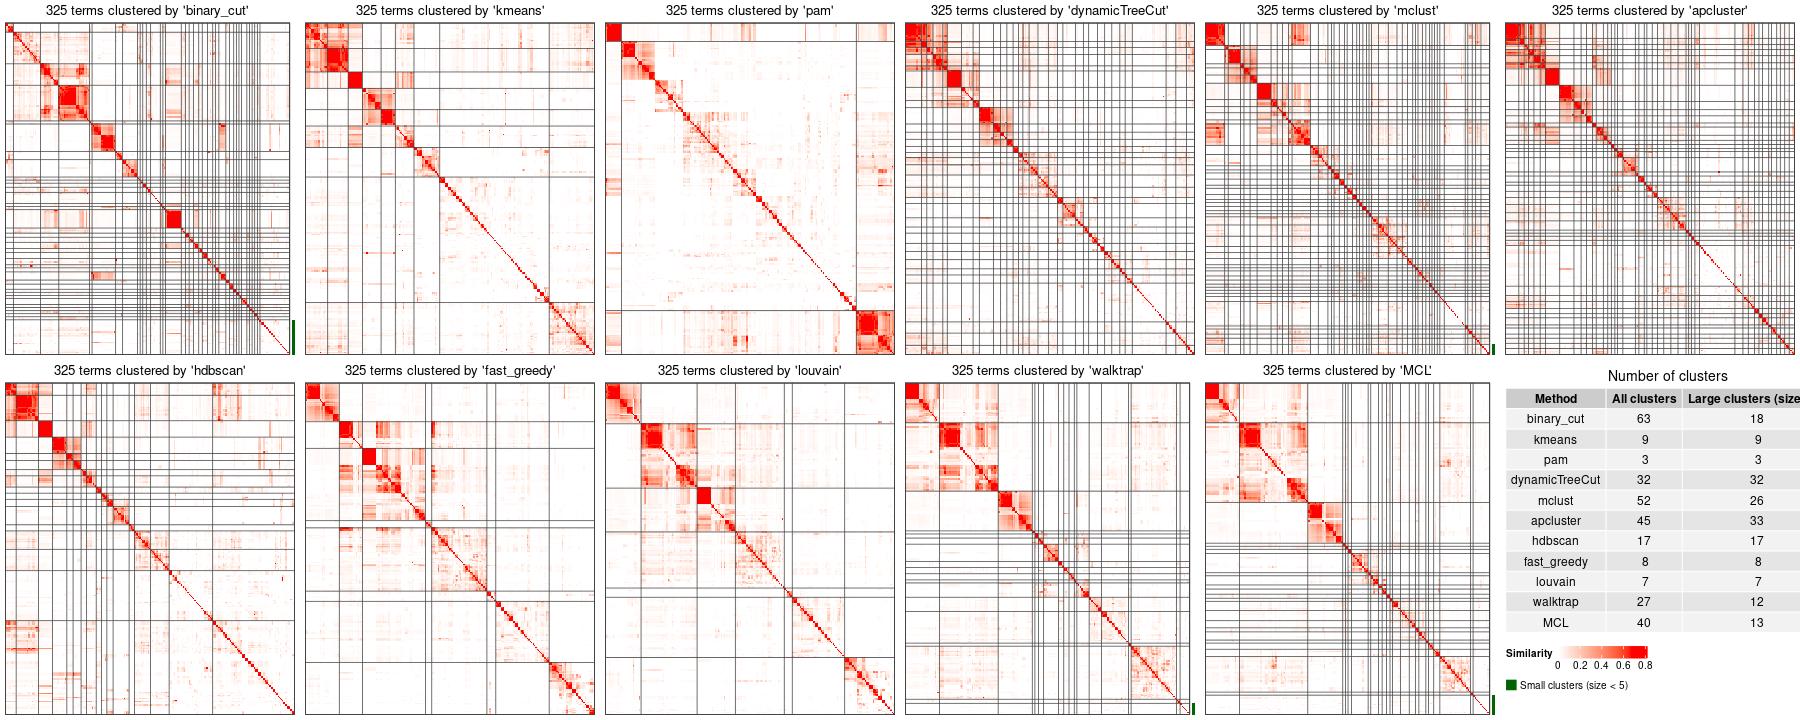 325 terms clustered by 'binary_cut'
325 terms clustered by 'kmeans'
325 terms clustered by 'pam'
325 terms clustered by 'dynamicTreeCut'
325 terms clustered by 'mclust'
325 terms clustered by 'apcluster'
325 terms clustered by 'hdbscan'
325 terms clustered by 'fast_greedy'
325 terms clustered by 'louvain'
325 terms clustered by 'walktrap'
325 terms clustered by 'MCL'
Number of clusters
Method All clusters Large clusters (size
binary_cut 63 18
kmeans 9 9
pam 3 3
dynamicTreeCut 32 32
mclust 52 26
apcluster 45 33
hdbscan 17 17
fast_greedy 8 8
louvain 7 7
walktrap 27 12
MCL 40 13
Similarity
0 0.2 0.4 0.6 0.8
Small clusters (size < 5)